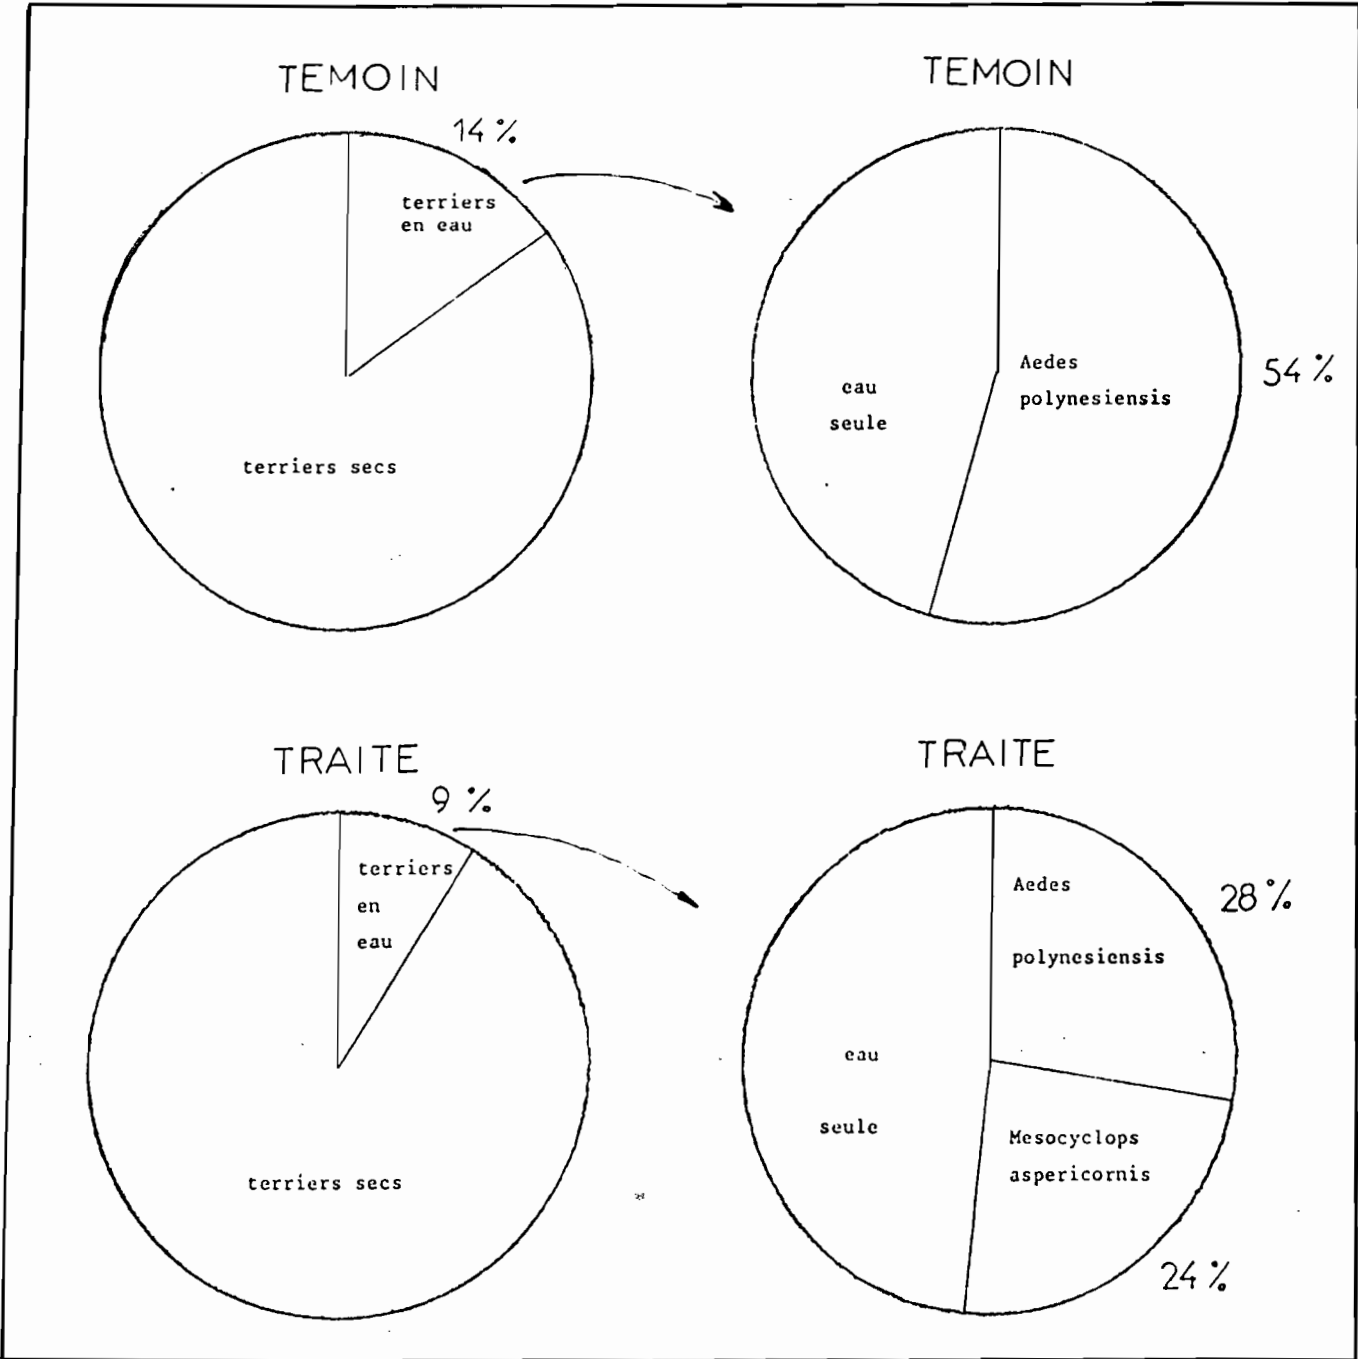 TEMOIN
14 %
terriers
en eau
terriers secs
TEMOIN
eau
seule
Aedes
polynesiensis
54 %
TRAITE
9 %
terriers
en
eau
terriers secs
TRAITE
Aedes
polynesiensis
28 %
eau
seule
Mesocyclops
aspericornis
24 %